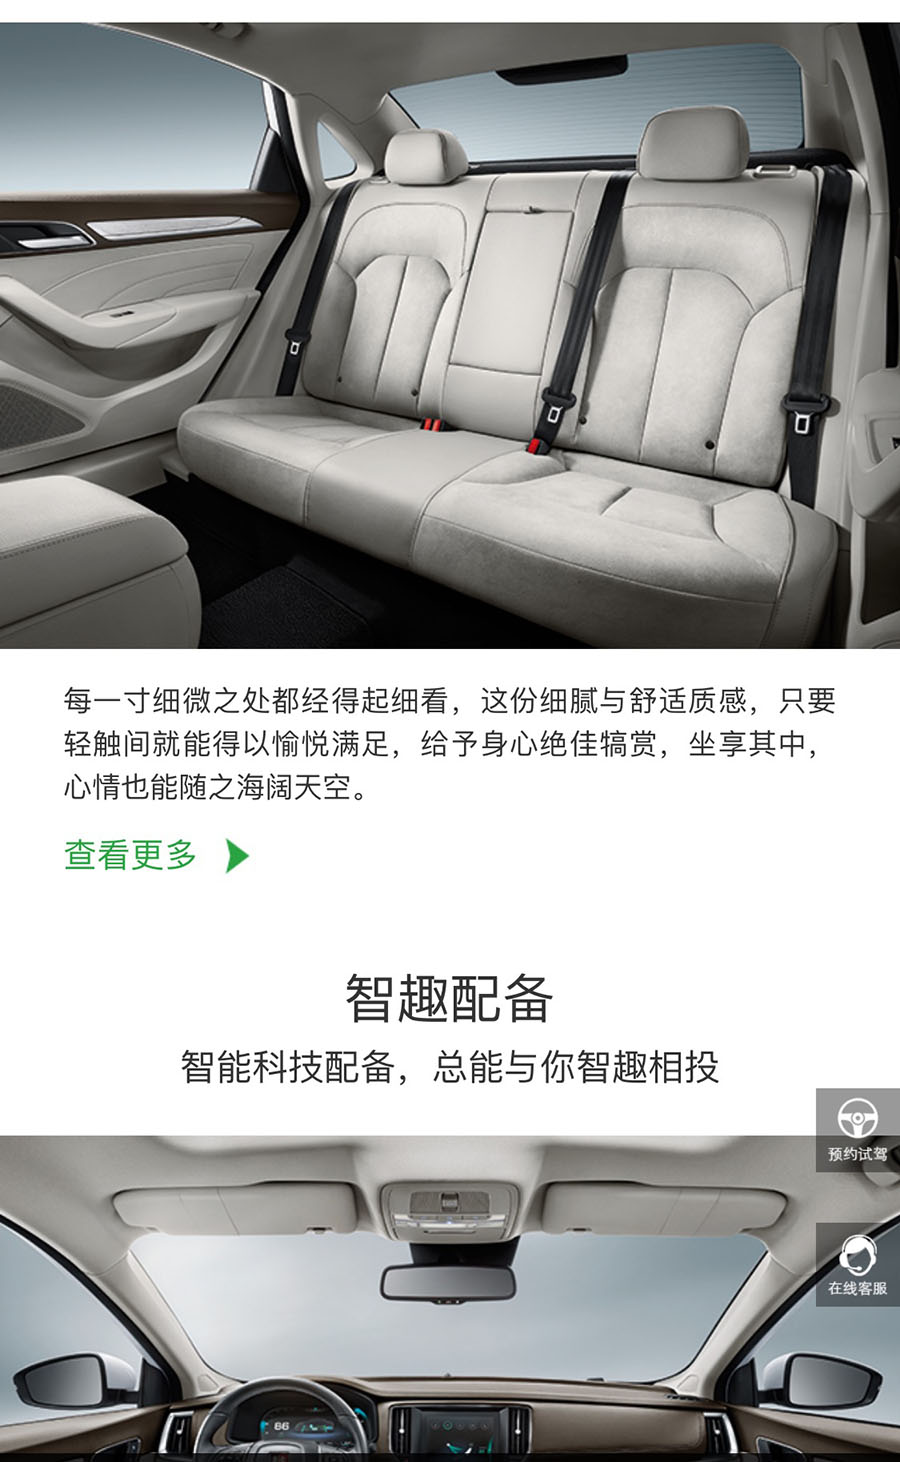 每一寸细微之处都经得起细看，这份细腻与舒适质感，只要
轻触间就能得以愉悦满足，给予身心绝佳犒赏，坐享其中，
心情也能随之海阔天空。
查看更多
智趣配备
智能科技配备，总能与你智趣相投
预约试驾
在线客服
66